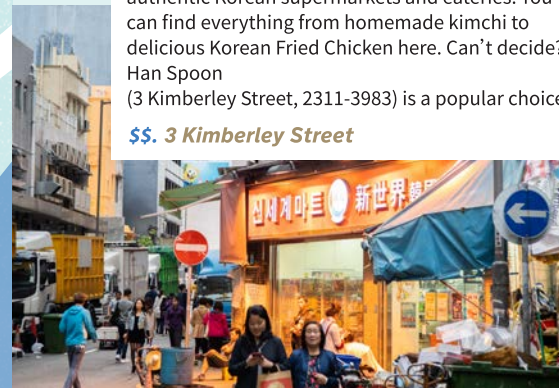 authentic Korean supermarkets and eateries. You
can find everything from homemade kimchi to
delicious Korean Fried Chicken here. Can’t decide?
Han Spoon
(3 Kimberley Street, 2311-3983) is a popular choice
$$. 3 Kimberley Street
신세계마트 新世界韓國